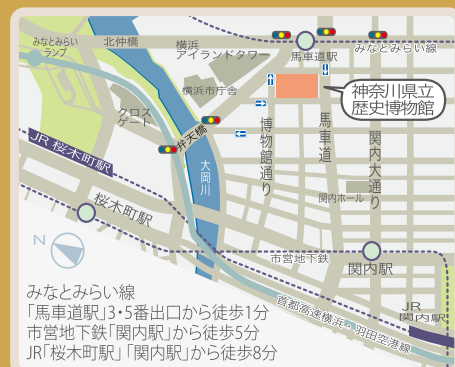 みなとみらい
ランプ
北仲橋
横浜
アイランドタワー
馬車道駅
みなとみらい線
神奈川県立
歴史博物館
横浜市庁舎
クロス
ゲート
弁天橋
大岡川
博物館通り
馬車道
関内大通り
関内ホール
JR 桜木町駅
桜木町駅
N
市営地下鉄
関内駅
首都高速横浜・羽田空港線
JR
関内駅
みなとみらい線
「馬車道駅」3・5番出口から徒歩1分
市営地下鉄「関内駅」から徒歩5分
JR「桜木町駅」「関内駅」から徒歩8分